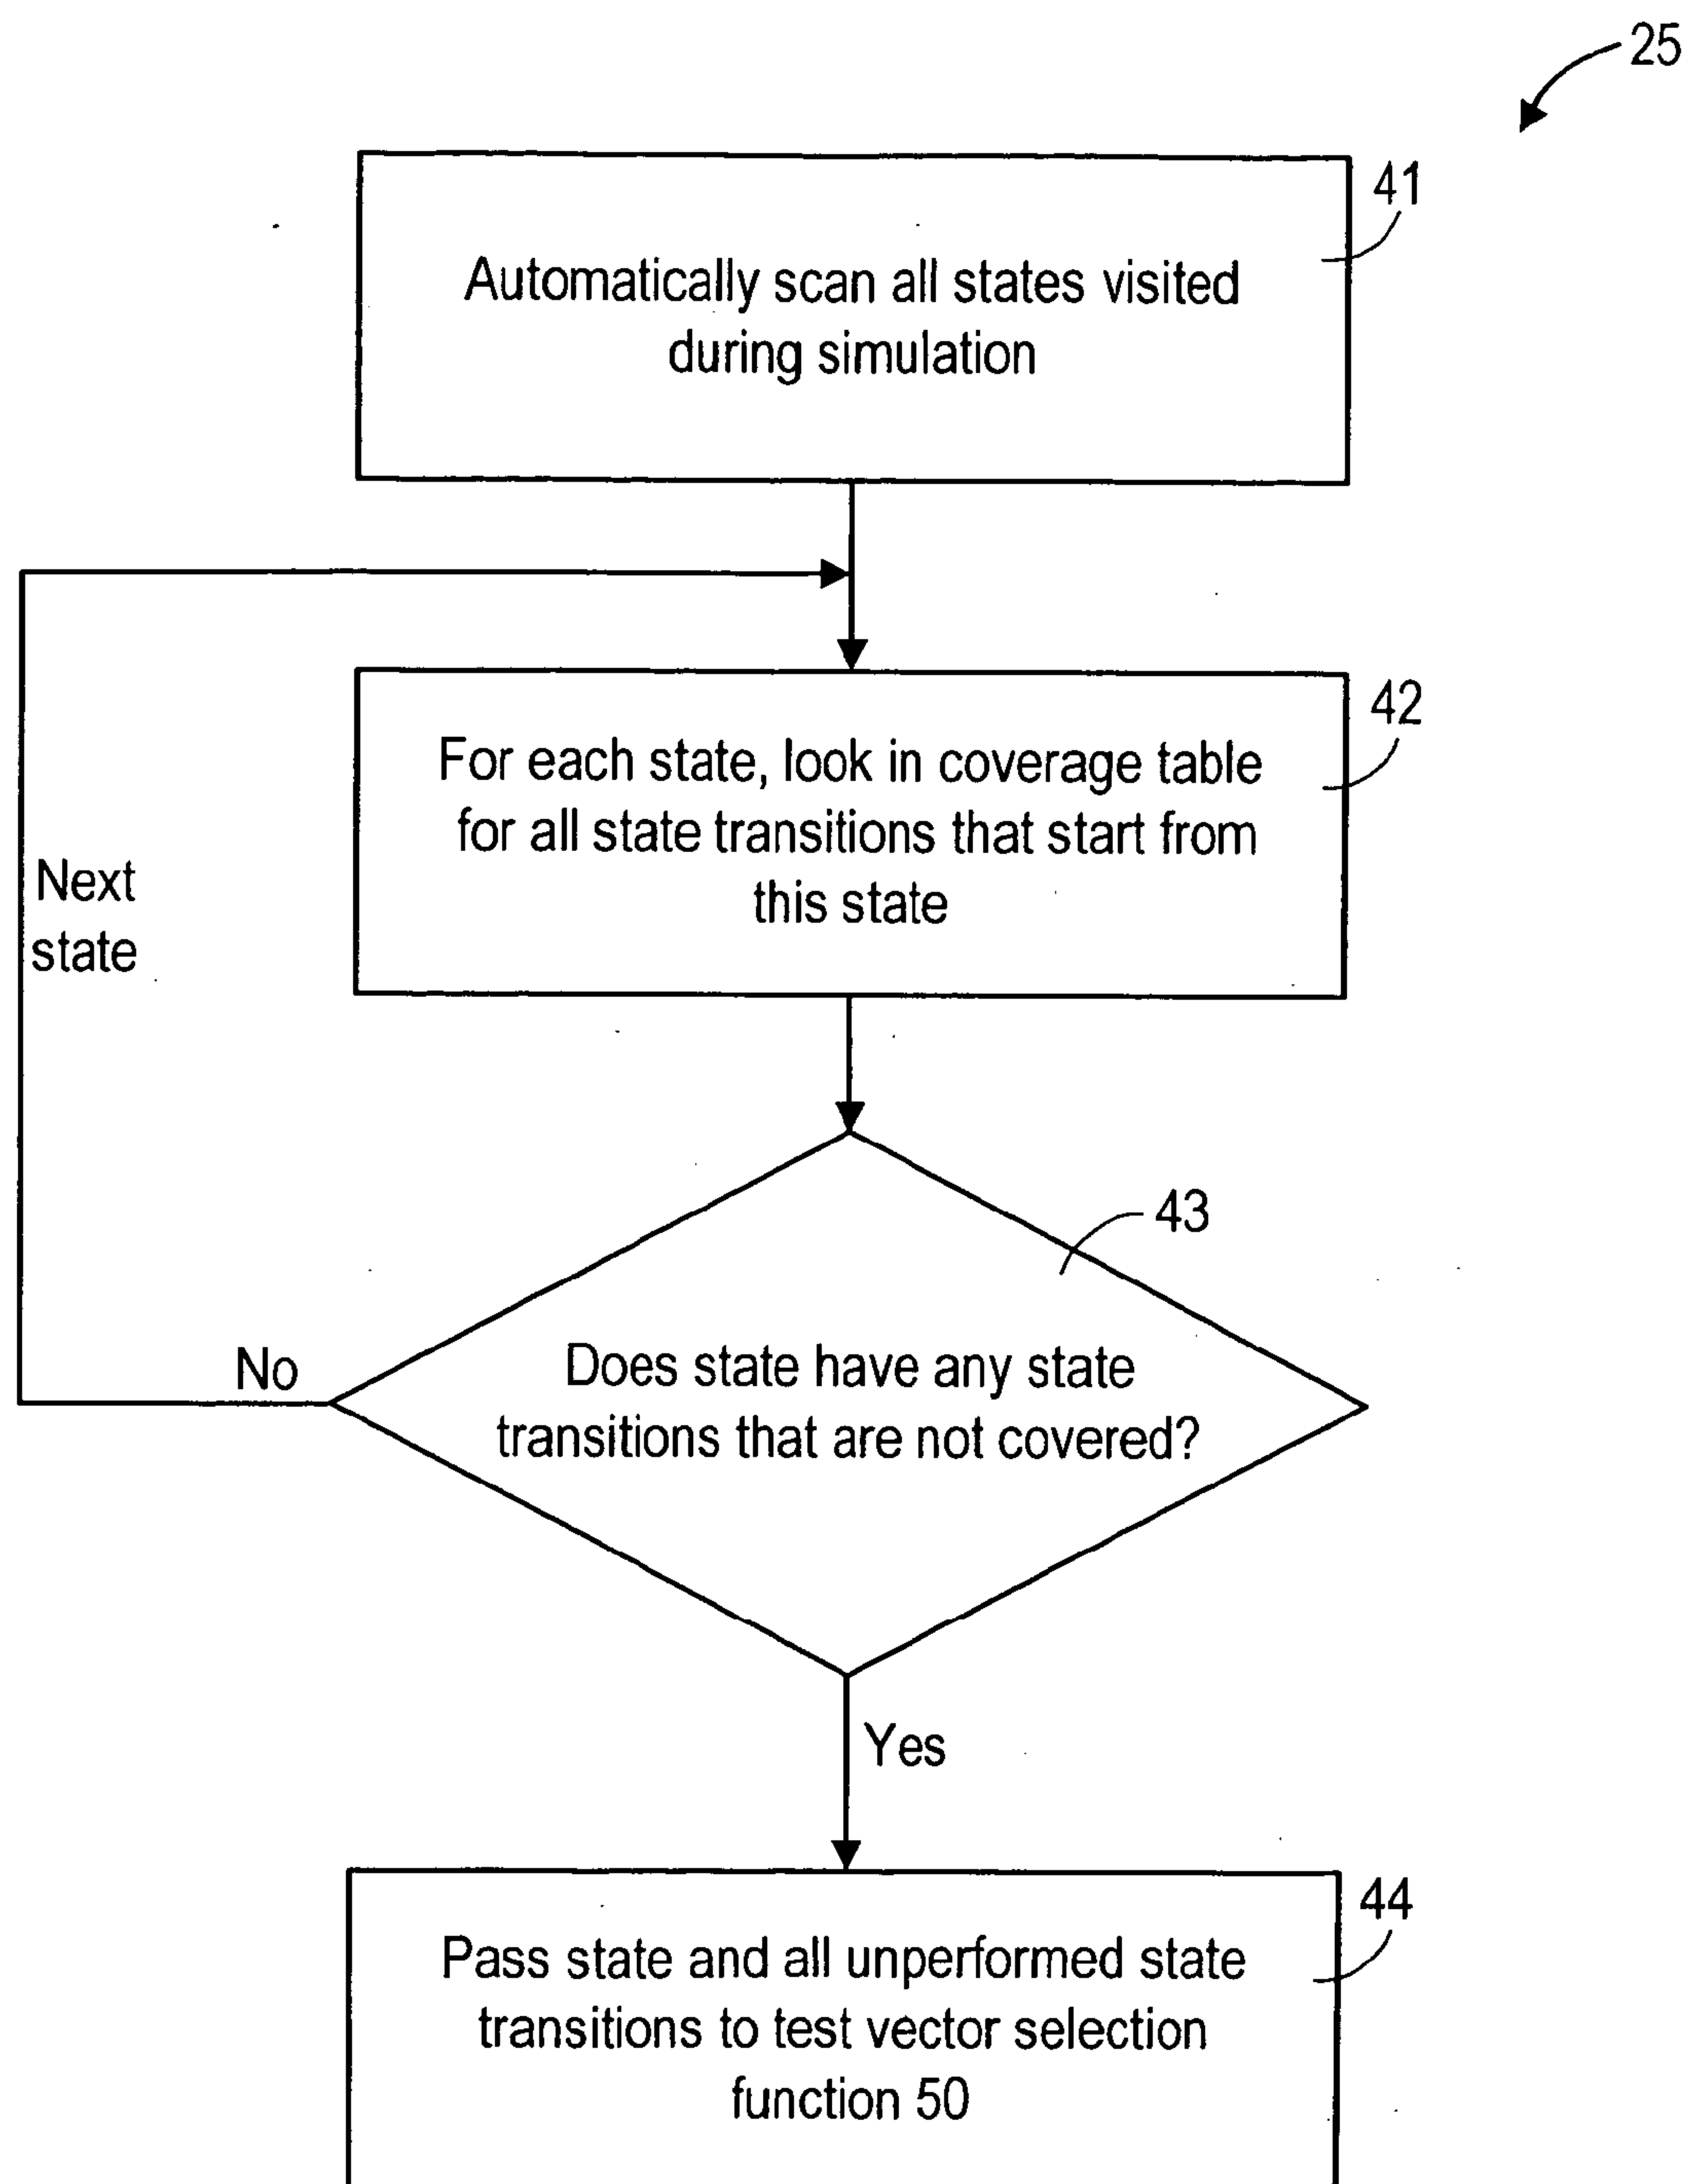 25
41
Automatically scan all states visited
during simulation
42
For each state, look in coverage table
for all state transitions that start from
this state
Next
state
43
Does state have any state
transitions that are not covered?
No
Yes
44
Pass state and all unperformed state
transitions to test vector selection
function 50